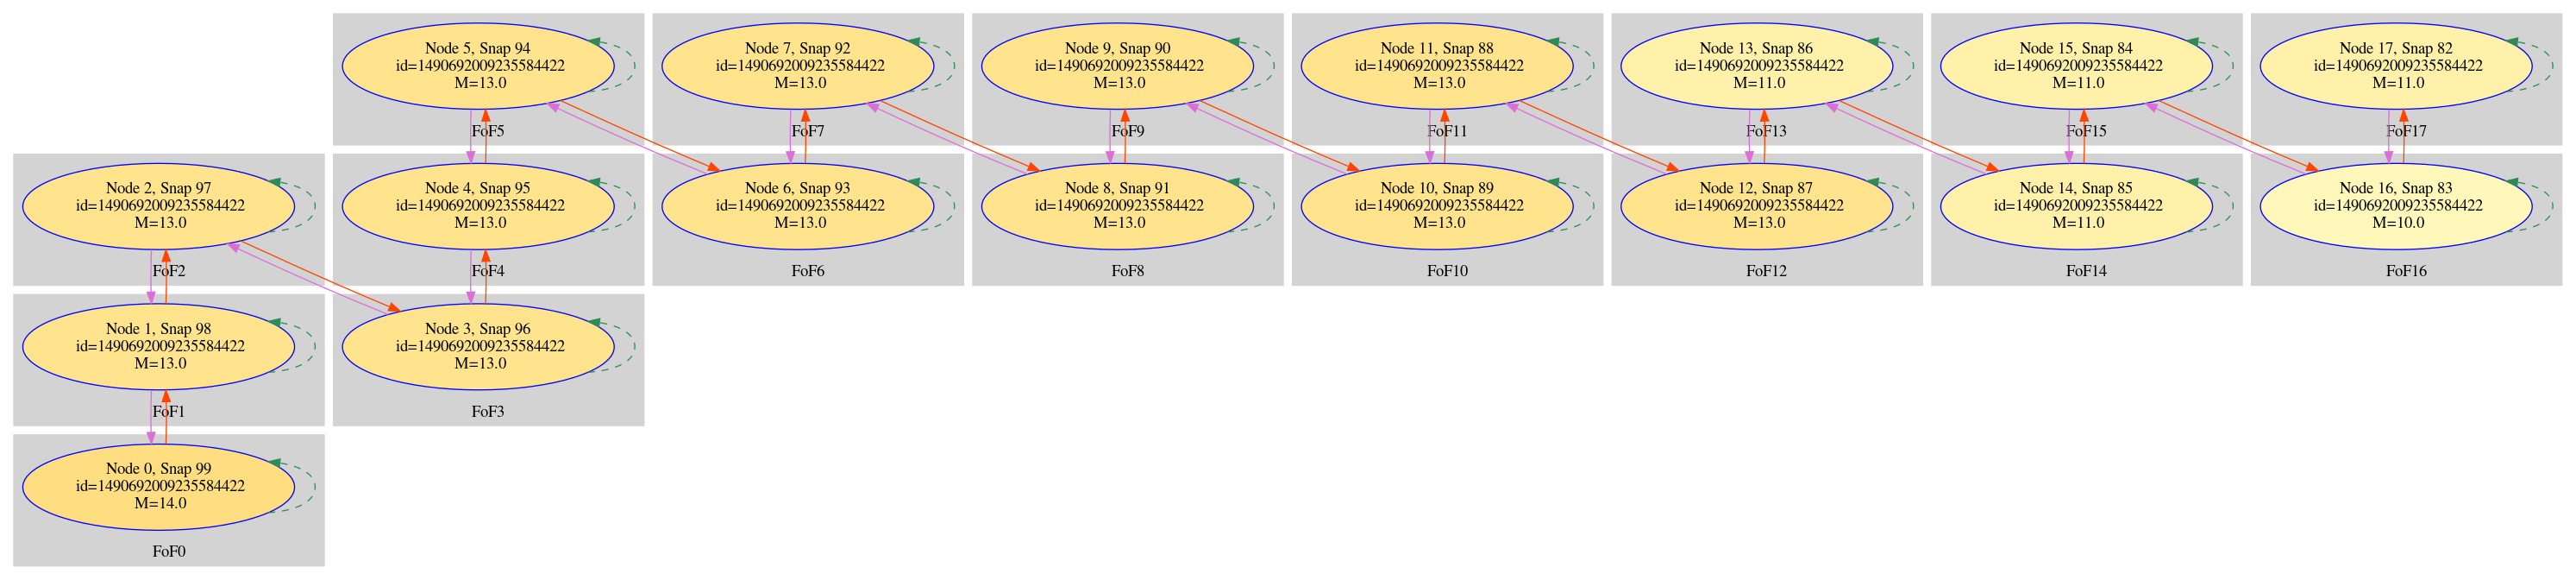 Node 5, Snap 94
id=1490692009235584422
M=13.0
FoF5
Node 7, Snap 92
id=1490692009235584422
M=13.0
FoF7
Node 9, Snap 90
id=1490692009235584422
M=13.0
FoF9
Node 11, Snap 88
id=1490692009235584422
M=13.0
FoF11
Node 13, Snap 86
id=1490692009235584422
M=11.0
FoF13
Node 15, Snap 84
id=1490692009235584422
M=11.0
FoF15
Node 17, Snap 82
id=1490692009235584422
M=11.0
FoF17
Node 2, Snap 97
id=1490692009235584422
M=13.0
FoF2
Node 4, Snap 95
id=1490692009235584422
M=13.0
FoF4
Node 6, Snap 93
id=1490692009235584422
M=13.0
FoF6
Node 8, Snap 91
id=1490692009235584422
M=13.0
FoF8
Node 10, Snap 89
id=1490692009235584422
M=13.0
FoF10
Node 12, Snap 87
id=1490692009235584422
M=13.0
FoF12
Node 14, Snap 85
id=1490692009235584422
M=11.0
FoF14
Node 16, Snap 83
id=1490692009235584422
M=10.0
FoF16
Node 1, Snap 98
id=1490692009235584422
M=13.0
FoF1
Node 3, Snap 96
id=1490692009235584422
M=13.0
FoF3
Node 0, Snap 99
id=1490692009235584422
M=14.0
FoF0